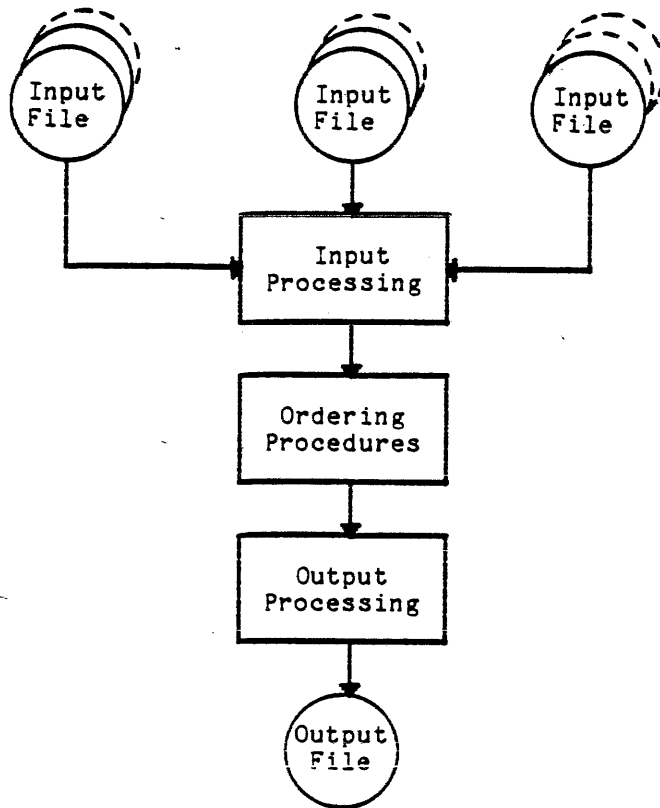 Input
File
Input
File
Input
File
Input
Processing
Ordering
Procedures
Output
Processing
Output
File